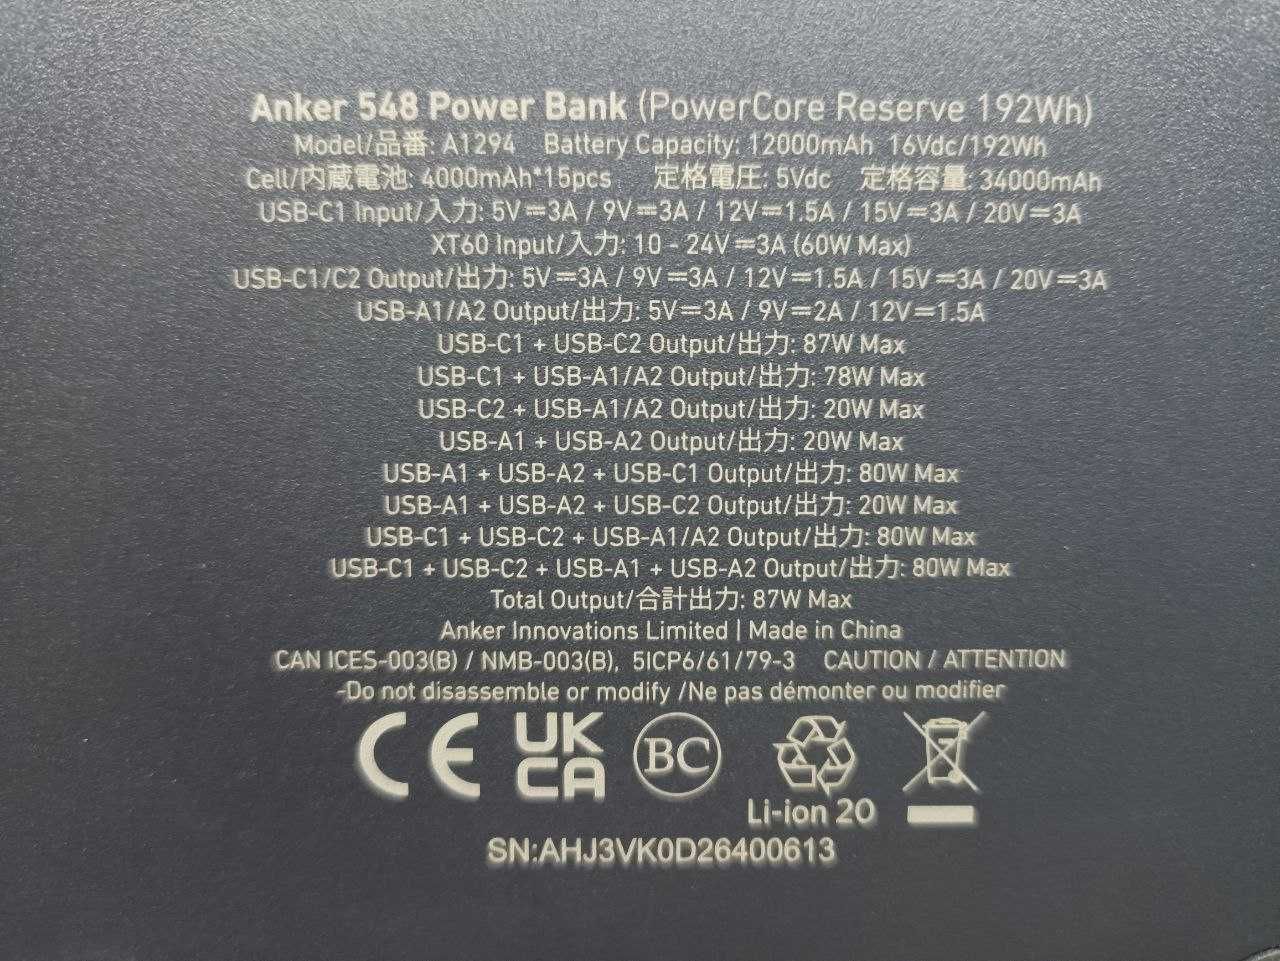 Anker 548 Power Bank (PowerCore Reserve 192Wh)
Model/品番: A1294 Battery Capacity: 12000mAh 16Vdc/192Wh
Cell/内蔵電池: 4000mAh*15pcs 定格電圧: 5Vdc 定格容量: 34000mAh
USB-C1 Input/入力: 5V⎓3A / 9V⎓3A / 12V⎓1.5A / 15V⎓3A / 20V⎓3A
XT60 Input/入力: 10 - 24V⎓3A (60W Max)
USB-C1/C2 Output/出力: 5V⎓3A / 9V⎓3A / 12V⎓1.5A / 15V⎓3A / 20V⎓3A
USB-A1/A2 Output/出力: 5V⎓3A / 9V⎓2A / 12V⎓1.5A
USB-C1 + USB-C2 Output/出力: 87W Max
USB-C1 + USB-A1/A2 Output/出力: 78W Max
USB-C2 + USB-A1/A2 Output/出力: 20W Max
USB-A1 + USB-A2 Output/出力: 20W Max
USB-A1 + USB-A2 + USB-C1 Output/出力: 80W Max
USB-A1 + USB-A2 + USB-C2 Output/出力: 20W Max
USB-C1 + USB-C2 + USB-A1/A2 Output/出力: 80W Max
USB-C1 + USB-C2 + USB-A1 + USB-A2 Output/出力: 80W Max
Total Output/合計出力: 87W Max
Anker Innovations Limited | Made in China
CAN ICES-003(B) / NMB-003(B), 5ICP6/61/79-3 CAUTION / ATTENTION
-Do not disassemble or modify /Ne pas démonter ou modifier
CE UK CA BC
Li-ion 20
SN:AHJ3VK0D26400613